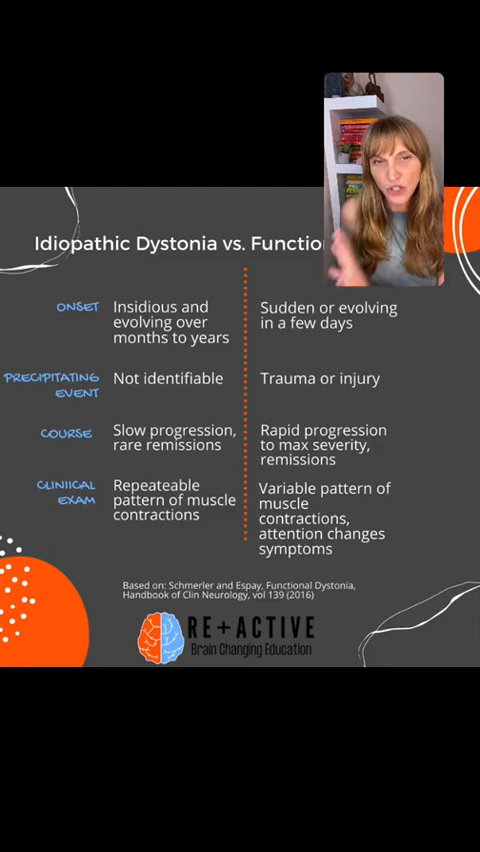 Idiopathic Dystonia vs.
ONSET
Insidious and
evolving over
months to years
Sudden or evolving
in a few days
PRECIPITATING
EVENT
Not identifiable
Trauma or injury
COURSE
Slow progression,
rare remissions
Rapid progression
to max severity,
remissions
CLINIICAL
EXAM
Repeateable
pattern of muscle
contractions
Variable pattern of
muscle
contractions,
attention changes
symptoms
Based on: Schmerler and Espay, Functional Dystonia,
Handbook of Clin Neurology, vol 139 (2016)
RE+ACTIVE
Brain Changing Education